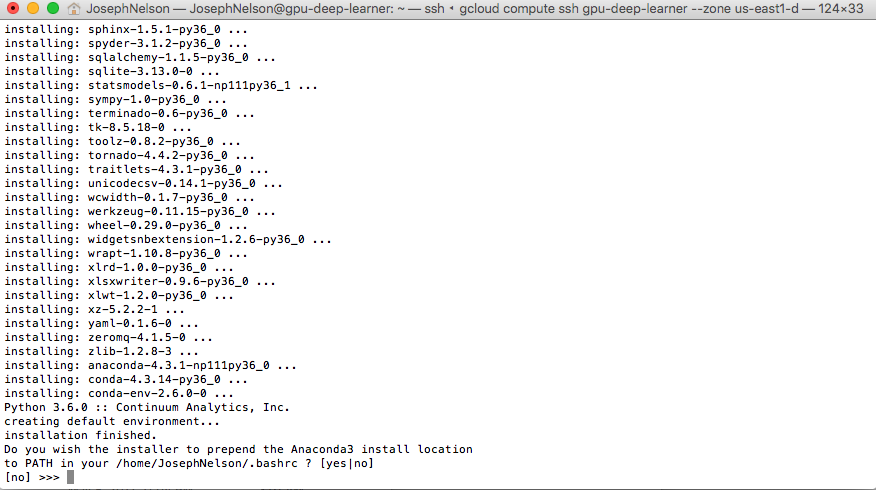 JosephNelson — JosephNelson@gpu-deep-learner: ~ — ssh ‹ gcloud compute ssh gpu-deep-learner --zone us-east1-d — 124×33
installing: sphinx-1.5.1-py36_0 ...
installing: spyder-3.1.2-py36_0 ...
installing: sqlalchemy-1.1.5-py36_0 ...
installing: sqlite-3.13.0-0 ...
installing: statsmodels-0.6.1-np111py36_1 ...
installing: sympy-1.0-py36_0 ...
installing: terminado-0.6-py36_0 ...
installing: tk-8.5.18-0 ...
installing: toolz-0.8.2-py36_0 ...
installing: tornado-4.4.2-py36_0 ...
installing: traitlets-4.3.1-py36_0 ...
installing: unicodecsv-0.14.1-py36_0 ...
installing: wcwidth-0.1.7-py36_0 ...
installing: werkzeug-0.11.15-py36_0 ...
installing: wheel-0.29.0-py36_0 ...
installing: widgetsnbextension-1.2.6-py36_0 ...
installing: wrapt-1.10.8-py36_0 ...
installing: xlrd-1.0.0-py36_0 ...
installing: xlsxwriter-0.9.6-py36_0 ...
installing: xlwt-1.2.0-py36_0 ...
installing: xz-5.2.2-1 ...
installing: yaml-0.1.6-0 ...
installing: zeromq-4.1.5-0 ...
installing: zlib-1.2.8-3 ...
installing: anaconda-4.3.1-np111py36_0 ...
installing: conda-4.3.14-py36_0 ...
installing: conda-env-2.6.0-0 ...
Python 3.6.0 :: Continuum Analytics, Inc.
creating default environment...
installation finished.
Do you wish the installer to prepend the Anaconda3 install location
to PATH in your /home/JosephNelson/.bashrc ? [yes|no]
[no] >>>